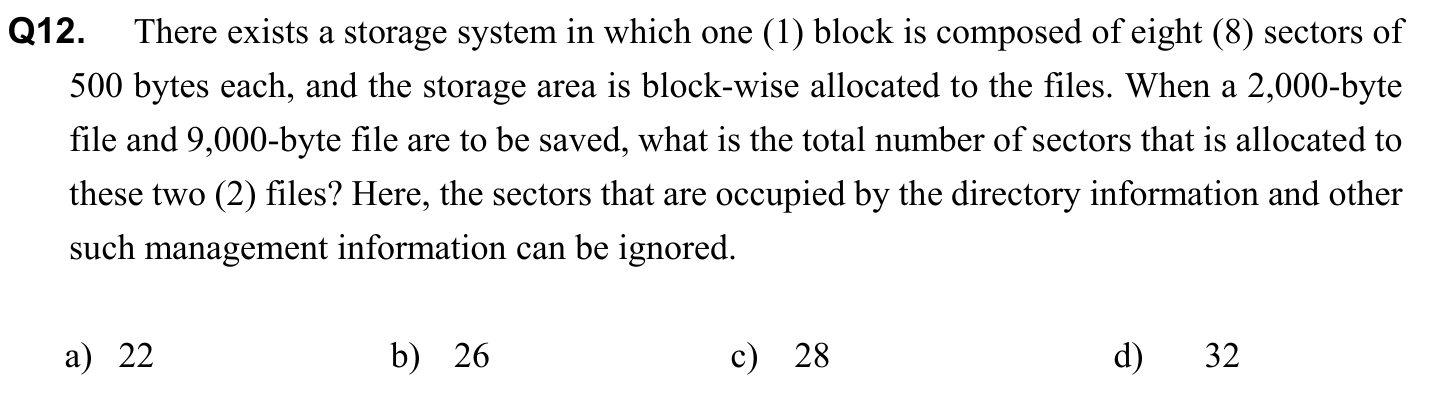 Q12. There exists a storage system in which one (1) block is composed of eight (8) sectors of
500 bytes each, and the storage area is block-wise allocated to the files. When a 2,000-byte
file and 9,000-byte file are to be saved, what is the total number of sectors that is allocated to
these two (2) files? Here, the sectors that are occupied by the directory information and other
such management information can be ignored.
a) 22 b) 26 c) 28 d) 32